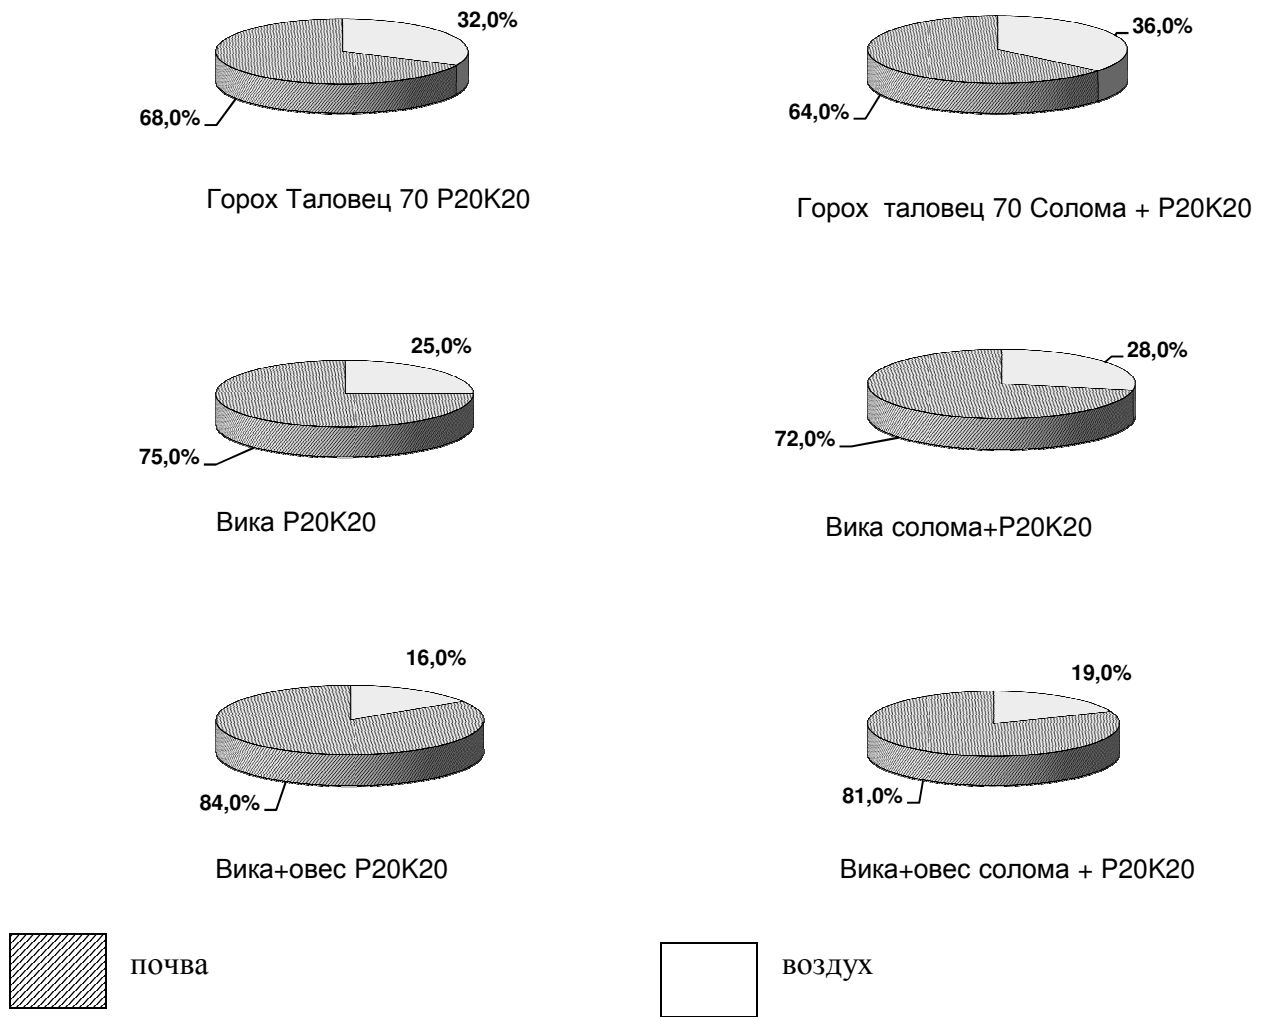 32,0%
36,0%
68,0%
64,0%
Горох Таловец 70 P20K20
Горох таловец 70 Солома + P20K20
25,0%
28,0%
75,0%
72,0%
Вика P20K20
Вика солома+P20K20
16,0%
19,0%
84,0%
81,0%
Вика+овес P20K20
Вика+овес солома + P20K20
почва
воздух